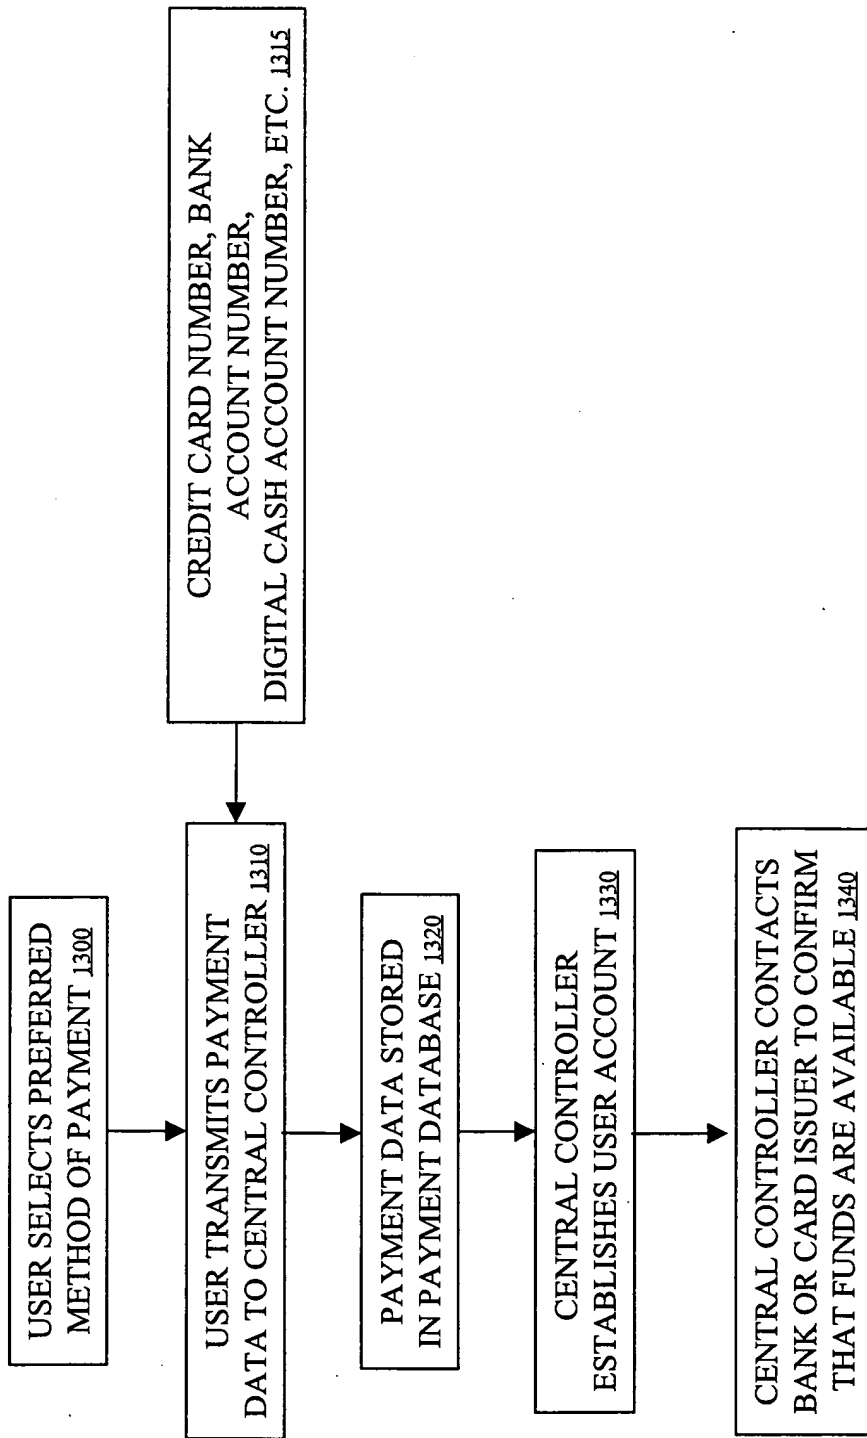 USER SELECTS PREFERRED
METHOD OF PAYMENT 1300
USER TRANSMITS PAYMENT
DATA TO CENTRAL CONTROLLER 1310
CREDIT CARD NUMBER, BANK
ACCOUNT NUMBER,
DIGITAL CASH ACCOUNT NUMBER, ETC. 1315
PAYMENT DATA STORED
IN PAYMENT DATABASE 1320
CENTRAL CONTROLLER
ESTABLISHES USER ACCOUNT 1330
CENTRAL CONTROLLER CONTACTS
BANK OR CARD ISSUER TO CONFIRM
THAT FUNDS ARE AVAILABLE 1340